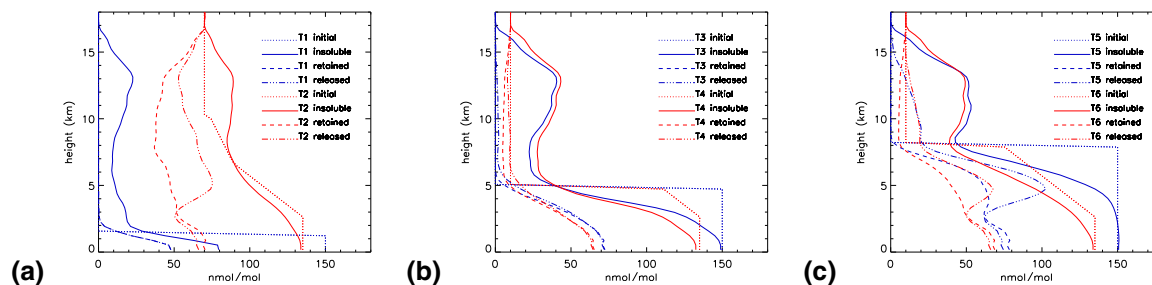 T1 initial
T1 insoluble
T1 retained
T1 released
T2 initial
T2 insoluble
T2 retained
T2 released
height (km)
15
10
5
0
0 50 100 150
nmol/mol
(a)
T3 initial
T3 insoluble
T3 retained
T3 released
T4 initial
T4 insoluble
T4 retained
T4 released
height (km)
15
10
5
0
0 50 100 150
nmol/mol
(b)
T5 initial
T5 insoluble
T5 retained
T5 released
T6 initial
T6 insoluble
T6 retained
T6 released
height (km)
15
10
5
0
0 50 100 150
nmol/mol
(c)